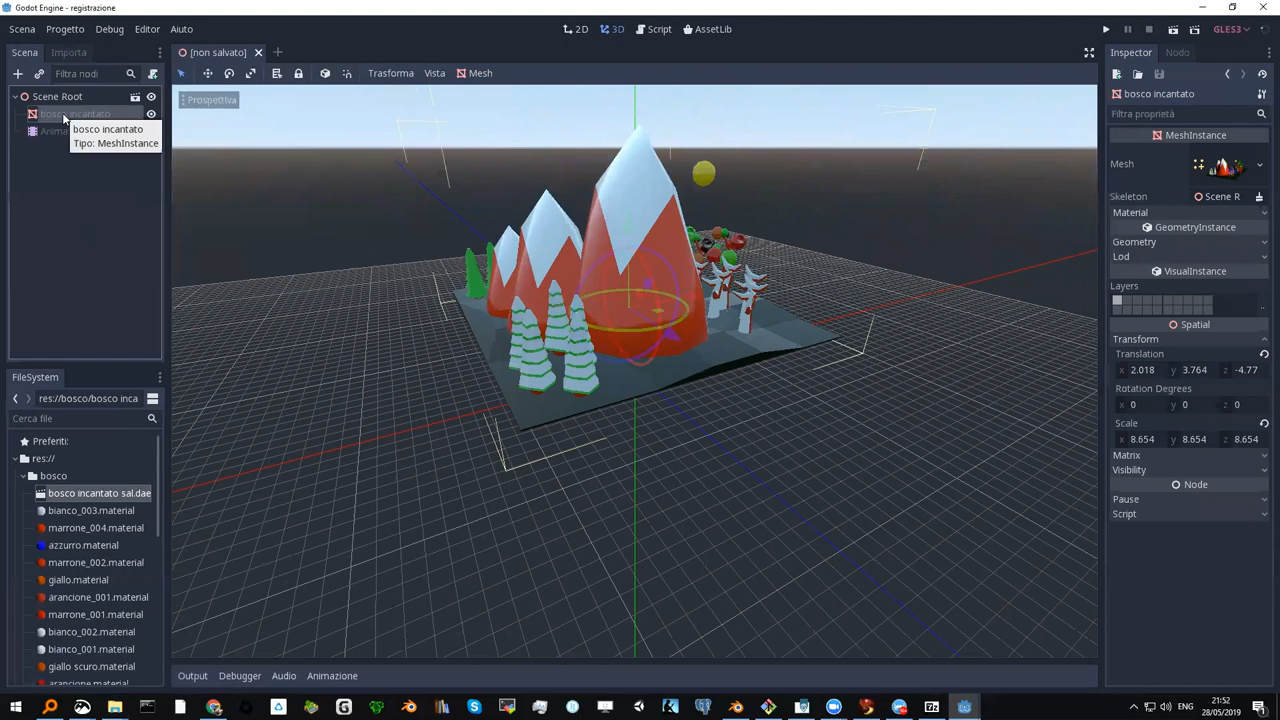 Godot Engine - registrazione
Scena Progetto Debug Editor Aiuto
2D 3D Script AssetLib
GLES3
Scena Importa
[non salvato]
Inspector Nodo
Filtra nodi
Trasforma Vista Mesh
Prospettiva
Scene Root
bosco incantato
Anima
bosco incantato
Tipo: MeshInstance
bosco incantato
Filtra proprietà
MeshInstance
Mesh
Skeleton Scene R
Material
GeometryInstance
Geometry
Lod
VisualInstance
Layers
Spatial
Transform
Translation
x 2.018 y 3.764 z -4.77
Rotation Degrees
x 0 y 0 z 0
Scale
x 8.654 y 8.654 z 8.654
Matrix
Visibility
Node
Pause
Script
FileSystem
res://bosco/bosco inca
Cerca file
Preferiti:
res://
bosco
bosco incantato sal.dae
bianco_003.material
marrone_004.material
azzurro.material
marrone_002.material
giallo.material
arancione_001.material
marrone_001.material
bianco_002.material
bianco_001.material
giallo scuro.material
arancione.material
Output Debugger Audio Animazione
ENG
21:52
28/05/2019